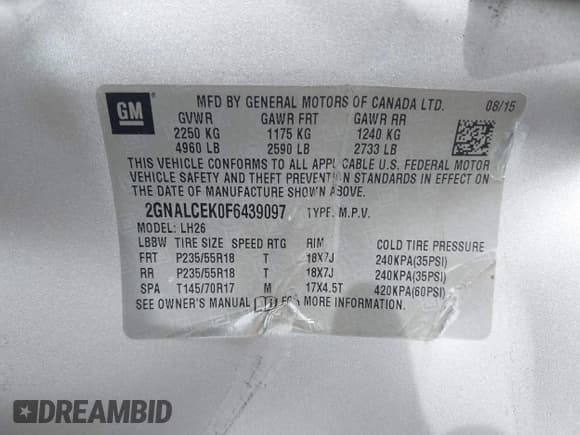 GM
MFD BY GENERAL MOTORS OF CANADA LTD. 08/15
GVWR GAWR FRT GAWR RR
2250 KG 1175 KG 1240 KG
4960 LB 2590 LB 2733 LB
THIS VEHICLE CONFORMS TO ALL APPLICABLE U.S. FEDERAL MOTOR
VEHICLE SAFETY AND THEFT PREVENTION STANDARDS IN EFFECT ON
THE DATE OF MANUFACTURE SHOWN ABOVE.
2GNALCEK0F6439097 TYPE: M.P.V.
MODEL: LH26
LBBW TIRE SIZE SPEED RTG RIM COLD TIRE PRESSURE
FRT P235/55R18 T 18X7J 240KPA(35PSI)
RR P235/55R18 T 18X7J 240KPA(35PSI)
SPA T145/70R17 M 17X4.5T 420KPA(60PSI)
SEE OWNER'S MANUAL FOR MORE INFORMATION.
DREAMBID